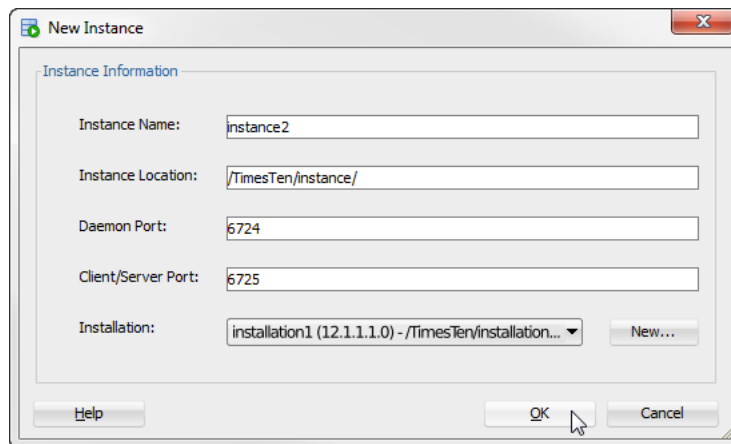 New Instance
Instance Information
Instance Name: instance2
Instance Location: /TimesTen/instance/
Daemon Port: 6724
Client/Server Port: 6725
Installation: installation1 (12.1.1.1.0) - /TimesTen/installation... New...
Help OK Cancel